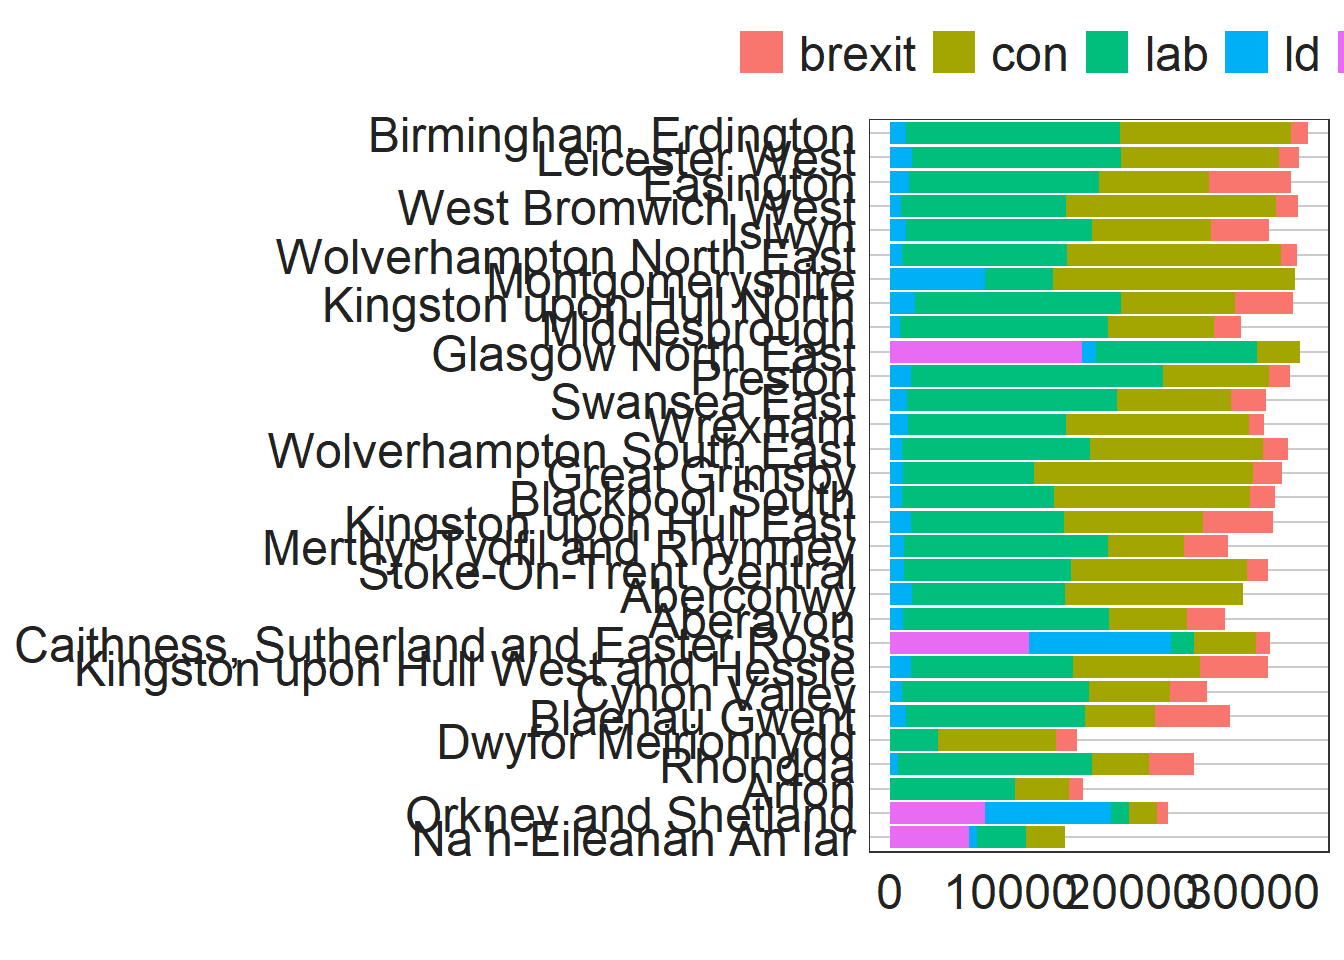 brexit con lab ld
Birmingham, Erdington
Leicester West
Easington
West Bromwich West
Islwyn
Wolverhampton North East
Montgomeryshire
Kingston upon Hull North
Middlesbrough
Glasgow North East
Preston
Swansea East
Wrexham
Wolverhampton South East
Great Grimsby
Blackpool South
Kingston upon Hull East
Merthyr Tydfil and Rhymney
Stoke-On-Trent Central
Aberconwy
Aberavon
Caithness, Sutherland and Easter Ross
Kingston upon Hull West and Hessle
Cynon Valley
Blaenau Gwent
Dwyfor Meirionnydd
Rhondda
Arfon
Orkney and Shetland
Na h-Eileanan An Iar
0 10000 20000 30000